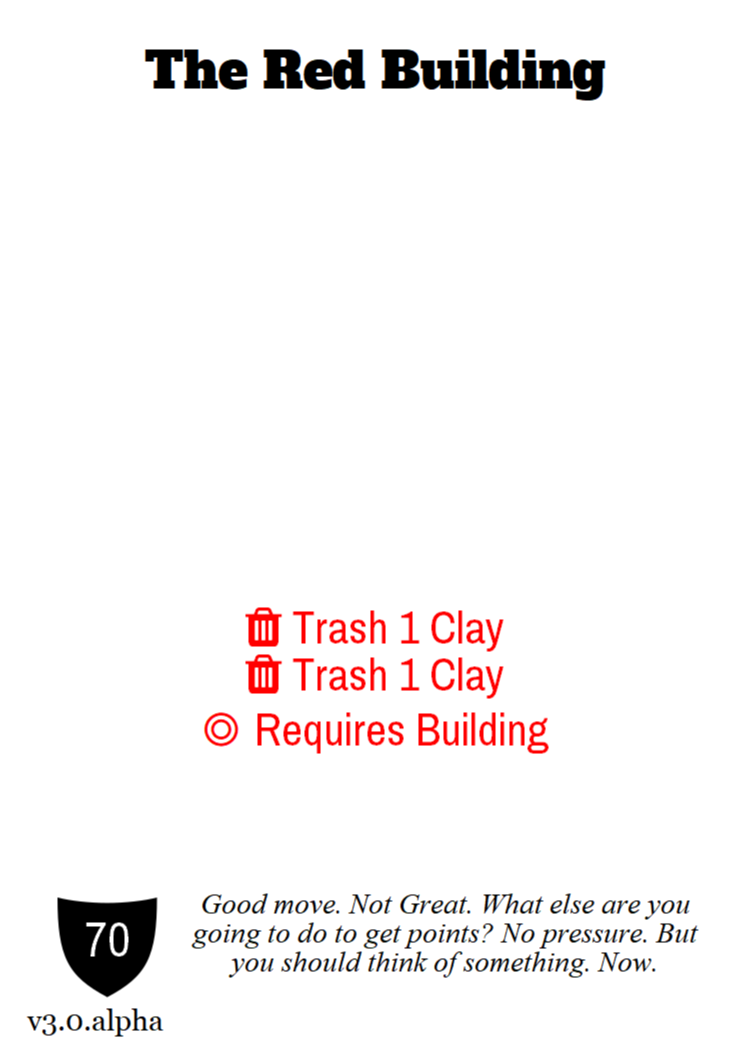 The Red Building
Trash 1 Clay
Trash 1 Clay
Requires Building
Good move. Not Great. What else are you
going to do to get points? No pressure. But
you should think of something. Now.
70
v3.0.alpha